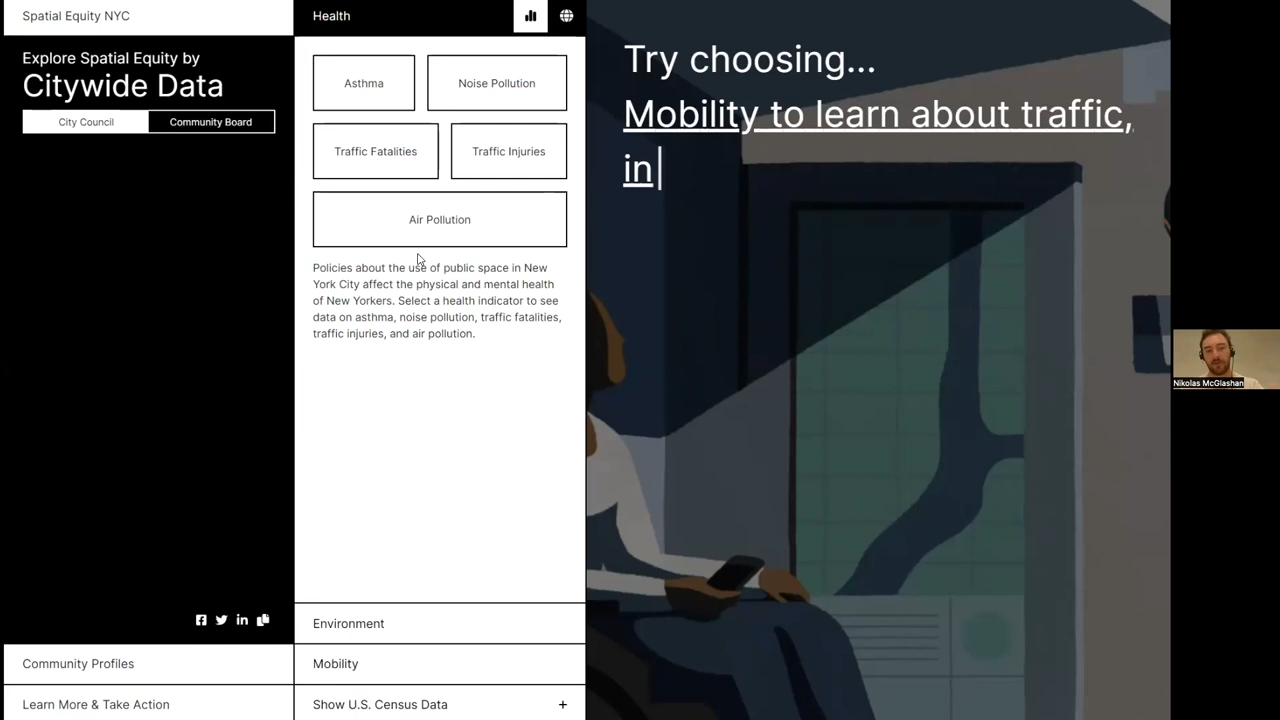 Spatial Equity NYC
Explore Spatial Equity by
Citywide Data
City Council
Community Board
Community Profiles
Learn More & Take Action
Health
Asthma
Noise Pollution
Traffic Fatalities
Traffic Injuries
Air Pollution
Policies about the use of public space in New
York City affect the physical and mental health
of New Yorkers. Select a health indicator to see
data on asthma, noise pollution, traffic fatalities,
traffic injuries, and air pollution.
Environment
Mobility
Show U.S. Census Data +
Try choosing...
Mobility to learn about traffic,
in
Nikolas McGlashan